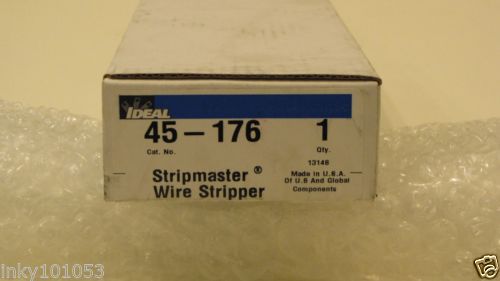 IDEAL
45-176
Cat. No.
1
Qty.
13148
Stripmaster®
Wire Stripper
Made in U.S.A.
Of U.S And Global
Components
inky101053